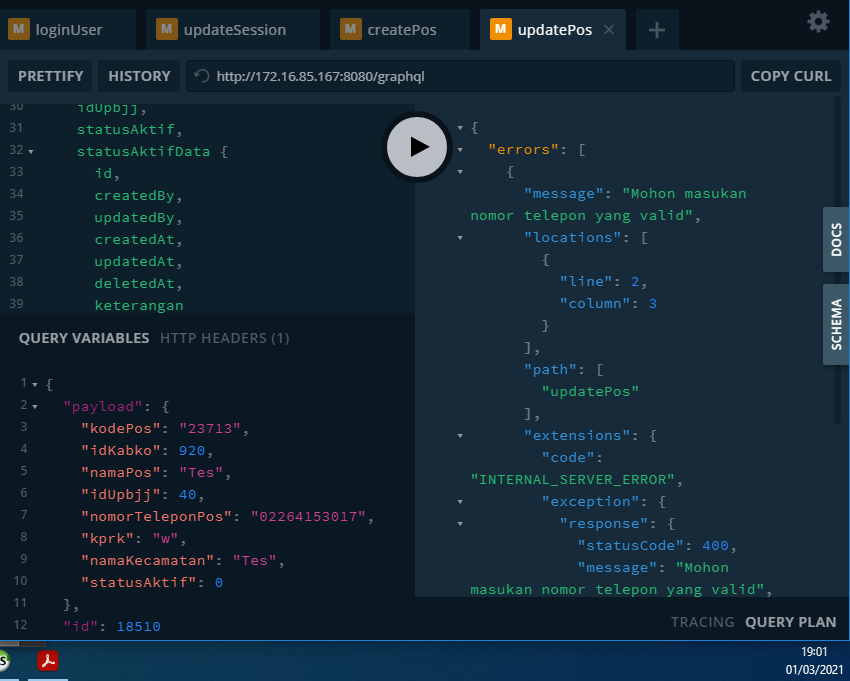 M loginUser
M updateSession
M createPos
M updatePos
PRETTIFY
HISTORY
http://172.16.85.167:8080/graphql
COPY CURL
30 idUpbjj,
31 statusAktif,
32 statusAktifData {
33 id,
34 createdBy,
35 updatedBy,
36 createdAt,
37 updatedAt,
38 deletedAt,
39 keterangan
QUERY VARIABLES HTTP HEADERS (1)
1 {
2 "payload": {
3 "kodePos": "23713",
4 "idKabko": 920,
5 "namaPos": "Tes",
6 "idUpbjj": 40,
7 "nomorTeleponPos": "02264153017",
8 "kprk": "w",
9 "namaKecamatan": "Tes",
10 "statusAktif": 0
11 },
12 "id": 18510
{
"errors": [
{
"message": "Mohon masukan
nomor telepon yang valid",
"locations": [
{
"line": 2,
"column": 3
}
],
"path": [
"updatePos"
],
"extensions": {
"code":
"INTERNAL_SERVER_ERROR",
"exception": {
"response": {
"statusCode": 400,
"message": "Mohon
masukan nomor telepon yang valid",
DOCS
SCHEMA
TRACING QUERY PLAN
S
19:01
01/03/2021